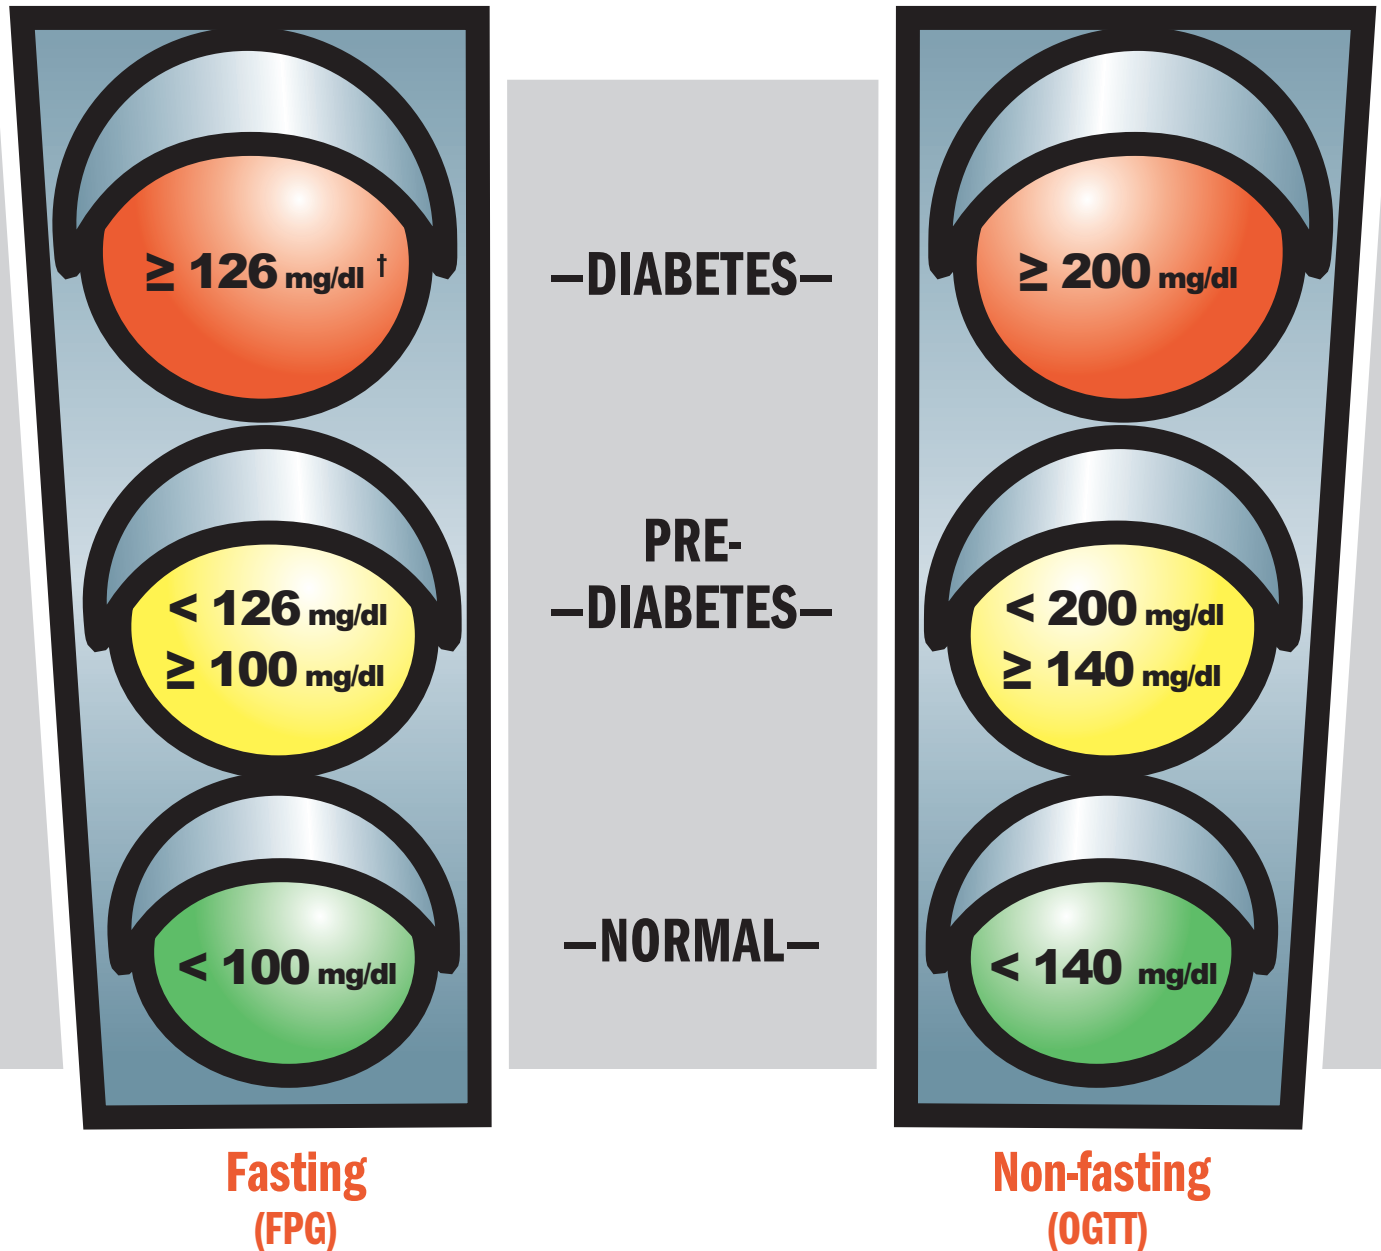 ≥ 126 mg/dl †
—DIABETES—
≥ 200 mg/dl
< 126 mg/dl
≥ 100 mg/dl
PRE-
—DIABETES—
< 200 mg/dl
≥ 140 mg/dl
< 100 mg/dl
—NORMAL—
< 140 mg/dl
Fasting
(FPG)
Non-fasting
(OGTT)